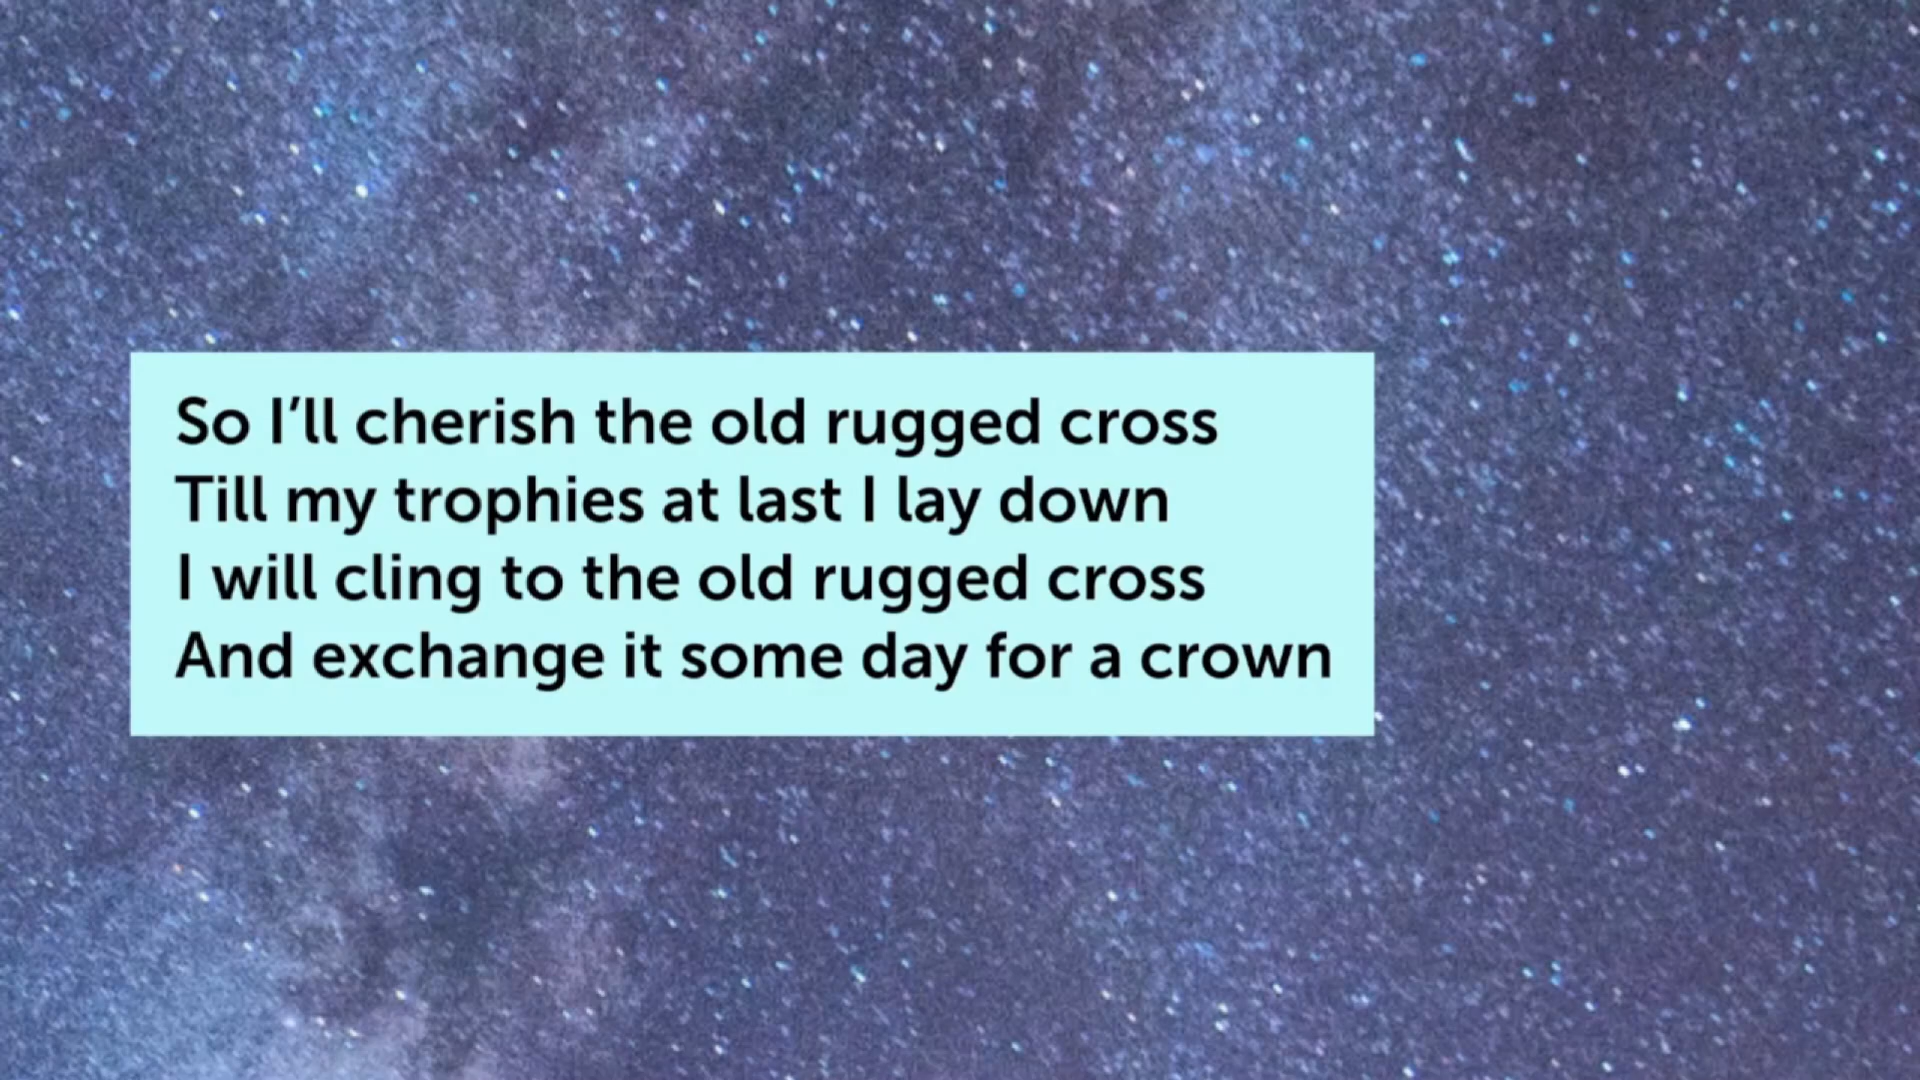 So I’ll cherish the old rugged cross
Till my trophies at last I lay down
I will cling to the old rugged cross
And exchange it some day for a crown